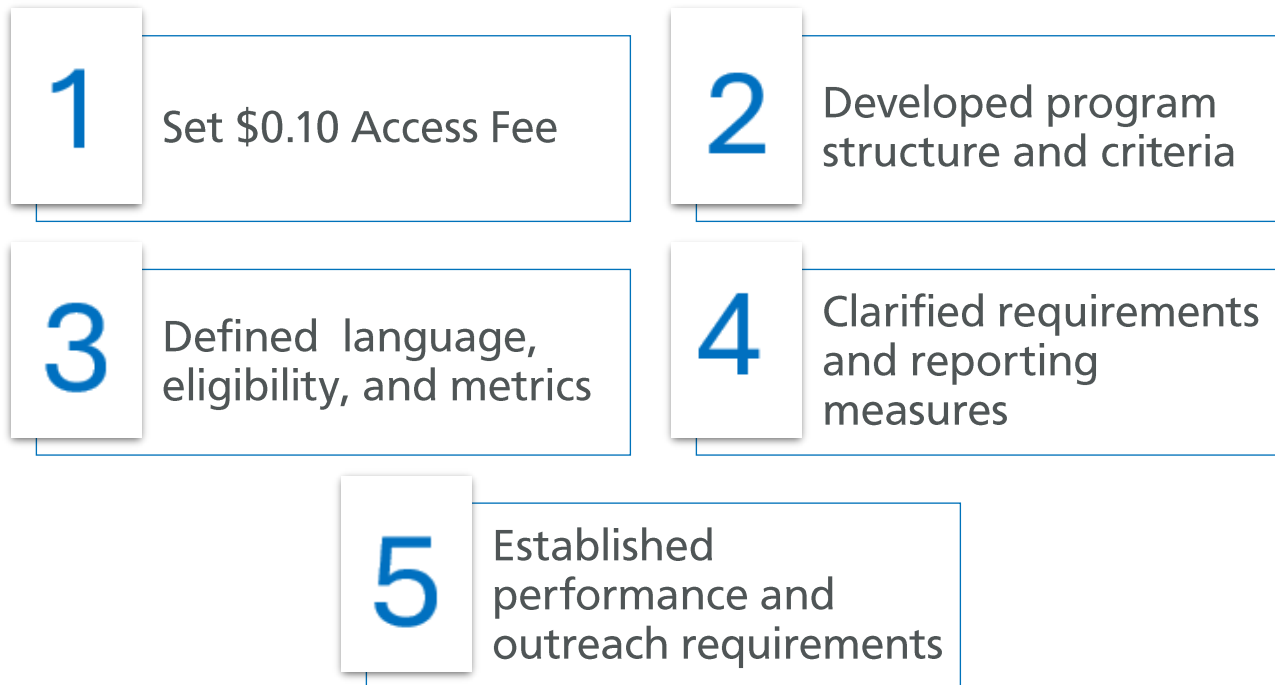 1
Set $0.10 Access Fee
2
Developed program
structure and criteria
3
Defined  language,
eligibility, and metrics
4
Clarified requirements
and reporting
measures
5
Established
performance and
outreach requirements